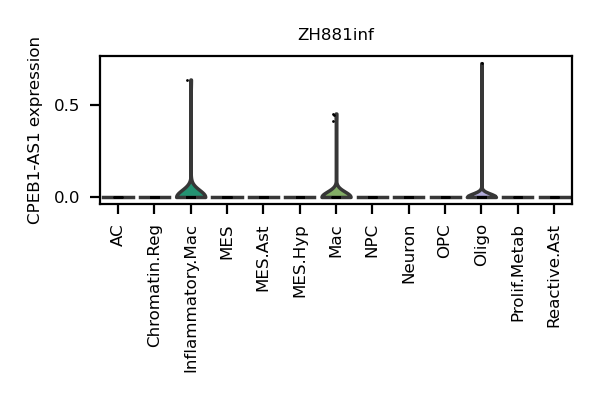 ZH881inf
CPEB1-AS1 expression
0.5
0.0
AC
Chromatin.Reg
Inflammatory.Mac
MES
MES.Ast
MES.Hyp
Mac
NPC
Neuron
OPC
Oligo
Prolif.Metab
Reactive.Ast